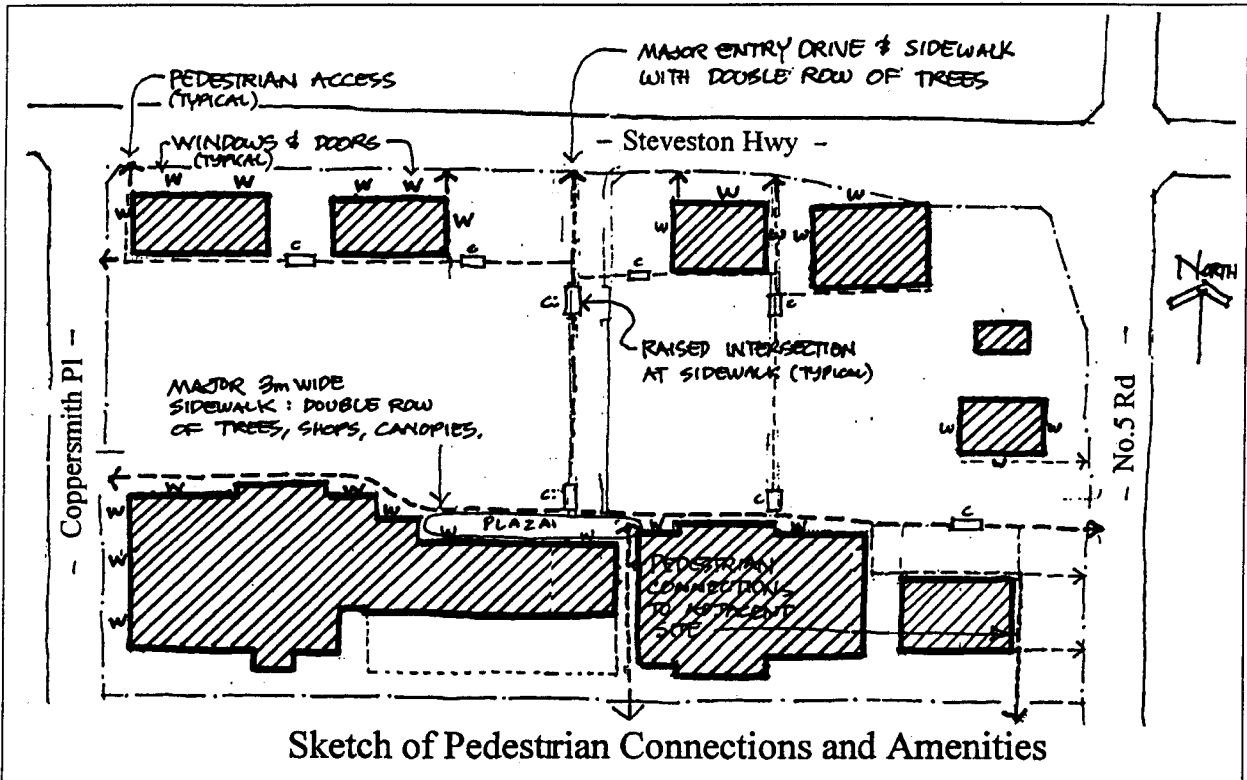 MAJOR ENTRY DRIVE & SIDEWALK
WITH DOUBLE ROW OF TREES
PEDESTRIAN ACCESS
(TYPICAL)
– Steveston Hwy –
WINDOWS & DOORS
(TYPICAL)
W W W W W W
W W W W W
C C C C
C C
NORTH
RAISED INTERSECTION
AT SIDEWALK (TYPICAL)
– Coppersmith Pl –
– No.5 Rd –
MAJOR 3m WIDE
SIDEWALK : DOUBLE ROW
OF TREES, SHOPS, CANOPIES.
W W
W
C C C
W W W W W
PLAZA
W W
W
W
W
PEDESTRIAN
CONNECTIONS
TO ADJACENT
SITE
Sketch of Pedestrian Connections and Amenities